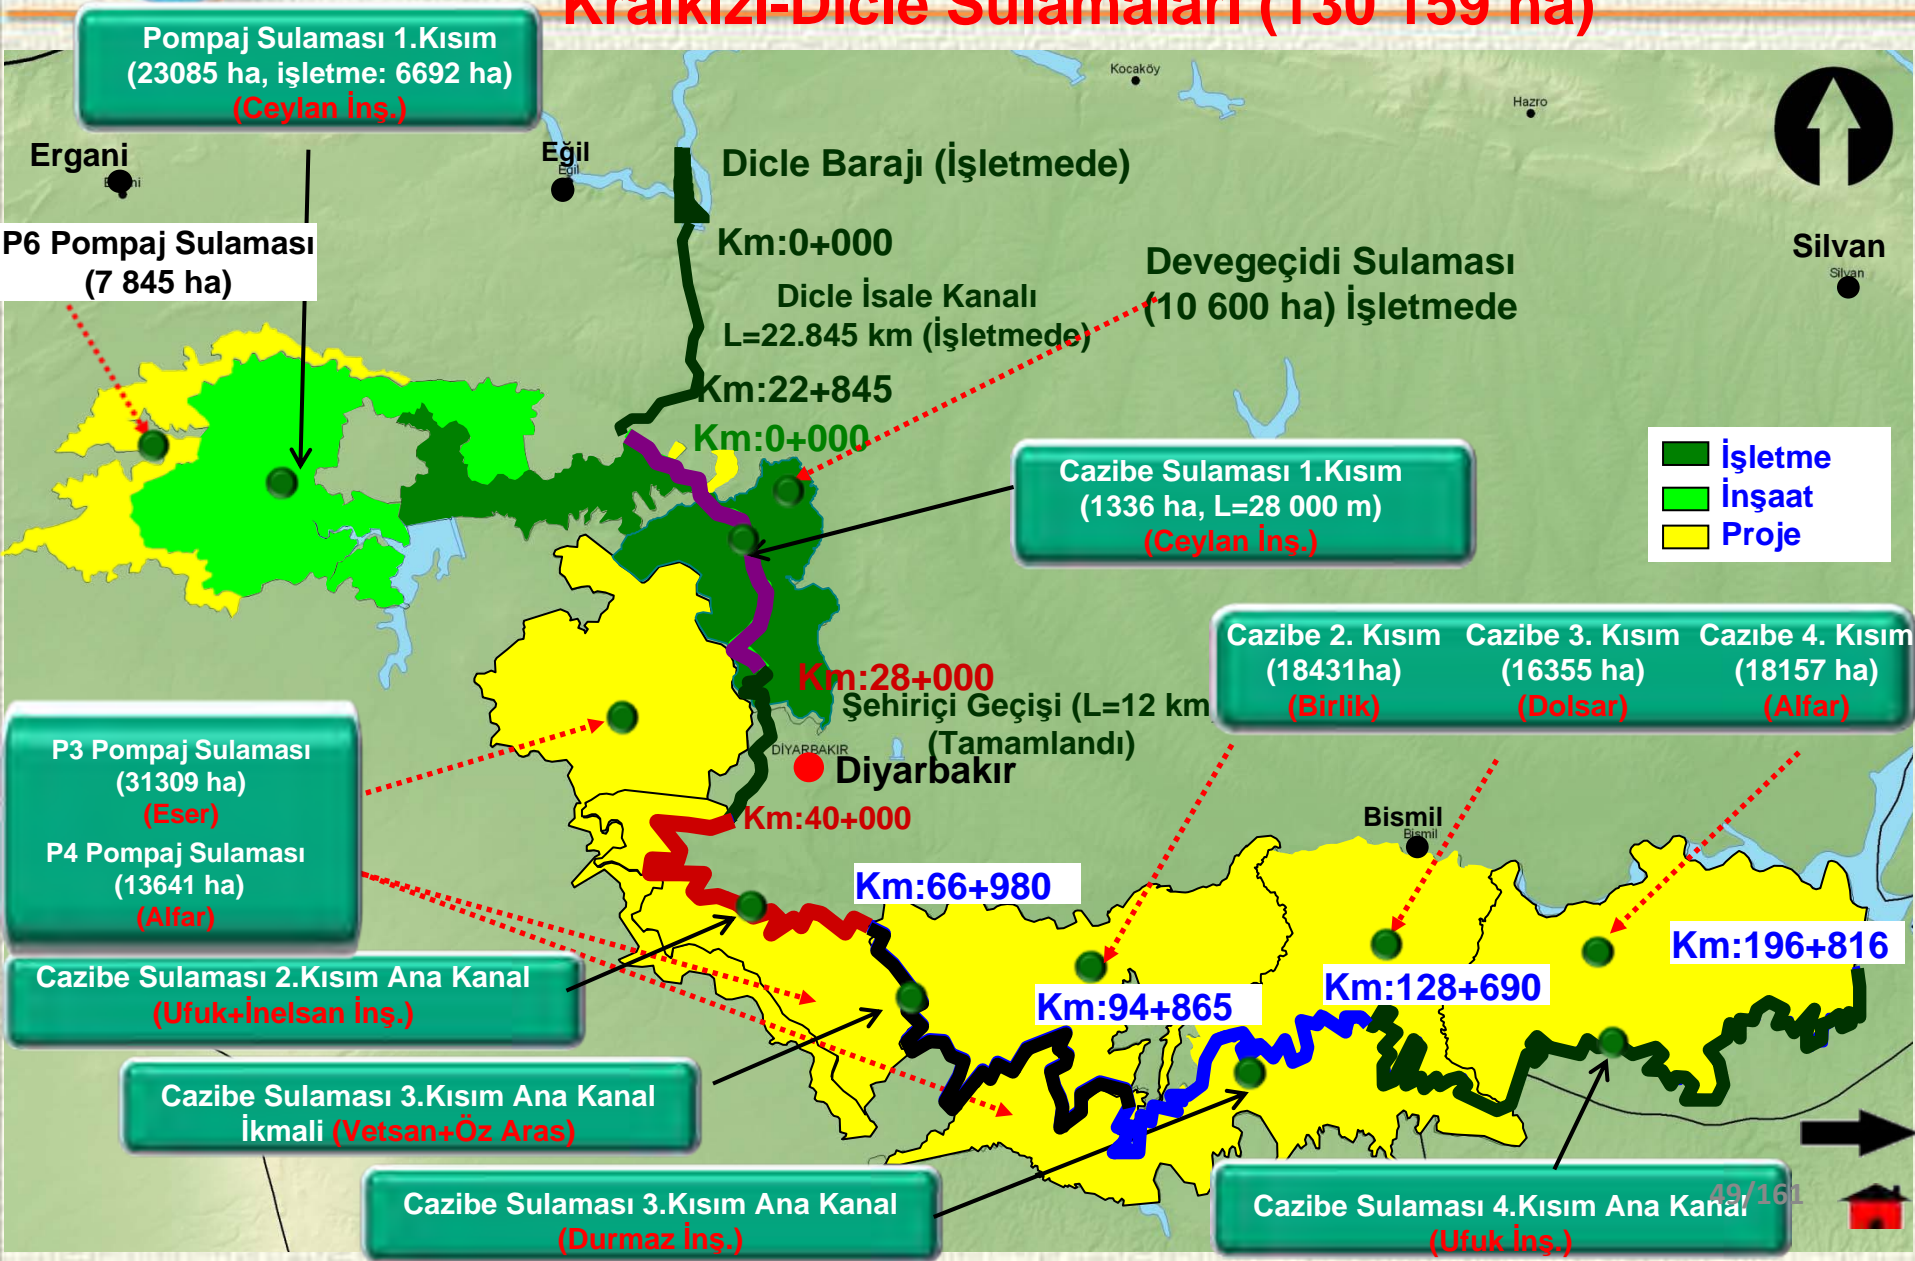 Kralkızı-Dicle Sulamaları (130 159 ha)
Pompaj Sulaması 1.Kısım
(23085 ha, işletme: 6692 ha)
(Ceylan İnş.)
Kocaköy
Hazro
Ergani
Eğil
Eğil
Dicle Barajı (İşletmede)
P6 Pompaj Sulaması
(7 845 ha)
Km:0+000
Silvan
Silvan
Devegeçidi Sulaması
(10 600 ha) İşletmede
Dicle İsale Kanalı
L=22.845 km (İşletmede)
Km:22+845
Km:0+000
Cazibe Sulaması 1.Kısım
(1336 ha, L=28 000 m)
(Ceylan İnş.)
İşletme
İnşaat
Proje
Cazibe 2. Kısım
(18431ha)
(Birlik)
Cazibe 3. Kısım
(16355 ha)
(Dolsar)
Cazıbe 4. Kısım
(18157 ha)
(Alfar)
Km:28+000
Şehiriçi Geçişi (L=12 km
(Tamamlandı)
DİYARBAKIR
Diyarbakır
P3 Pompaj Sulaması
(31309 ha)
(Eser)
P4 Pompaj Sulaması
(13641 ha)
(Alfar)
Km:40+000
Bismil
Bismil
Km:66+980
Km:196+816
Km:128+690
Km:94+865
Cazibe Sulaması 2.Kısım Ana Kanal
(Ufuk+İnelsan İnş.)
Cazibe Sulaması 3.Kısım Ana Kanal
İkmali (Vetsan+Öz Aras)
Cazibe Sulaması 3.Kısım Ana Kanal
(Durmaz İnş.)
Cazibe Sulaması 4.Kısım Ana Kanal
(Ufuk İnş.)
49/161